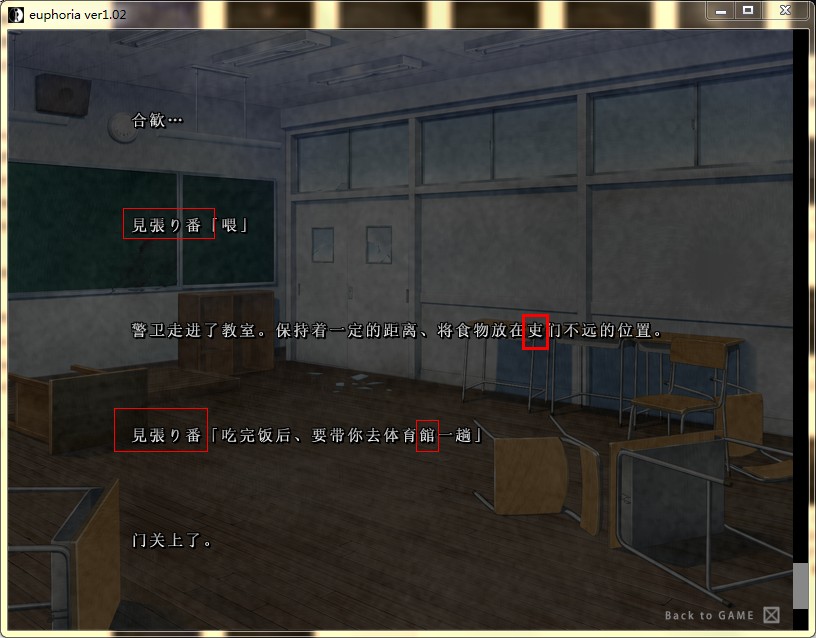 euphoria ver1.02
合歓…
見張り番「喂」
警卫走进了教室。保持着一定的距离、将食物放在吏们不远的位置。
見張り番「吃完饭后、要带你去体育館一趟」
门关上了。
Back to GAME